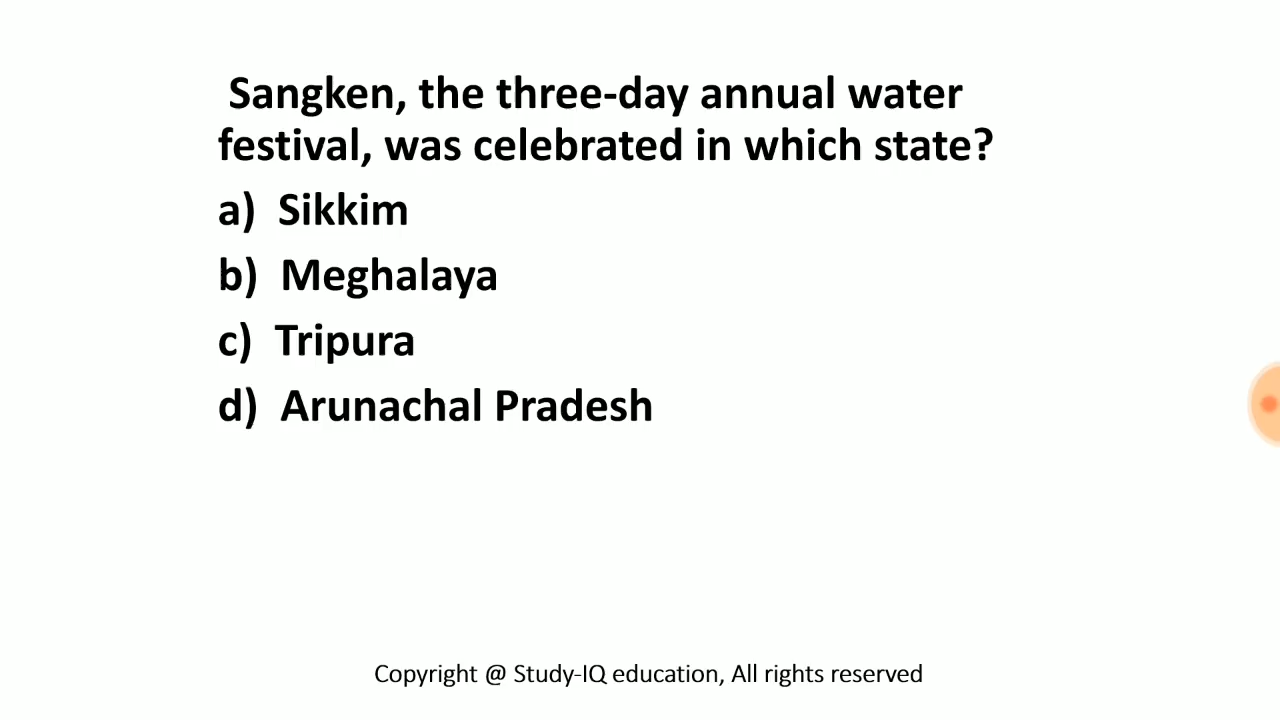 Sangken, the three-day annual water
festival, was celebrated in which state?
a) Sikkim
b) Meghalaya
c) Tripura
d) Arunachal Pradesh
Copyright @ Study-IQ education, All rights reserved